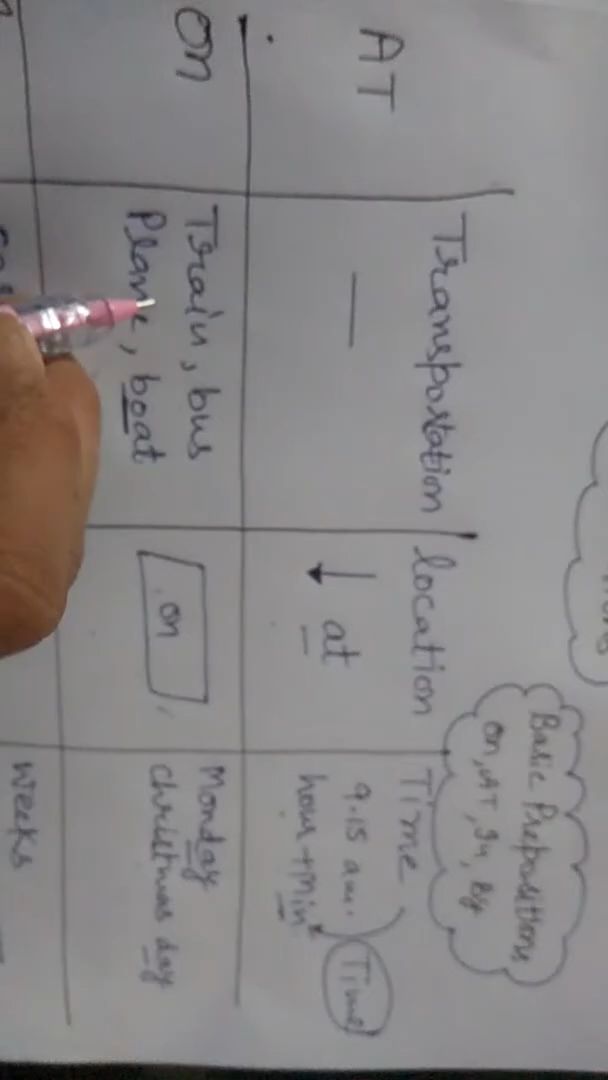 Basic Prepositions
on, AT, In, By
Transportation
location
Time
AT
—
at
9.15 am.
hour + min
Time
on
Train, bus
Plane, boat
on
Monday
christmas day
weeks